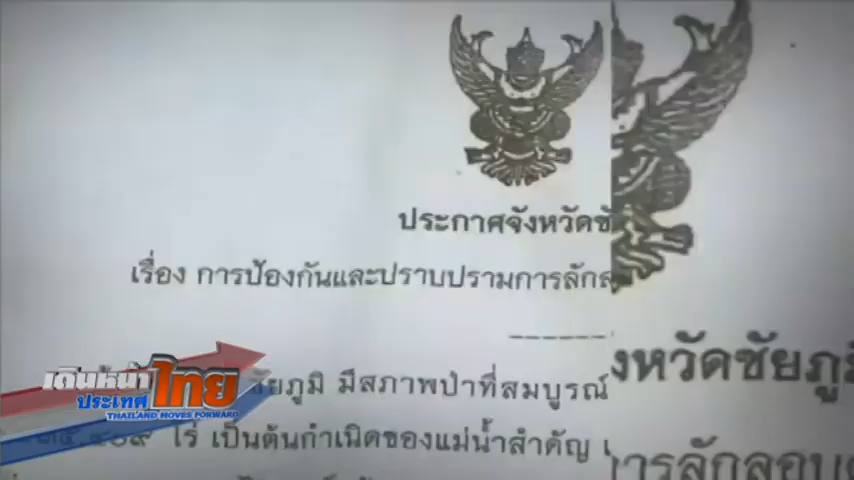 ประกาศจังหวัดชั
เรื่อง การป้องกันและปราบปรามการลักล
ชัยภูมิ มีสภาพป่าที่สมบูรณ์
ไร่ เป็นต้นกำเนิดของแม่น้ำสำคัญ
งหวัดชัยภูมิ
การลักลอบ
เดินหน้า
ประเทศ
ไทย
THAILAND MOVES FORWARD